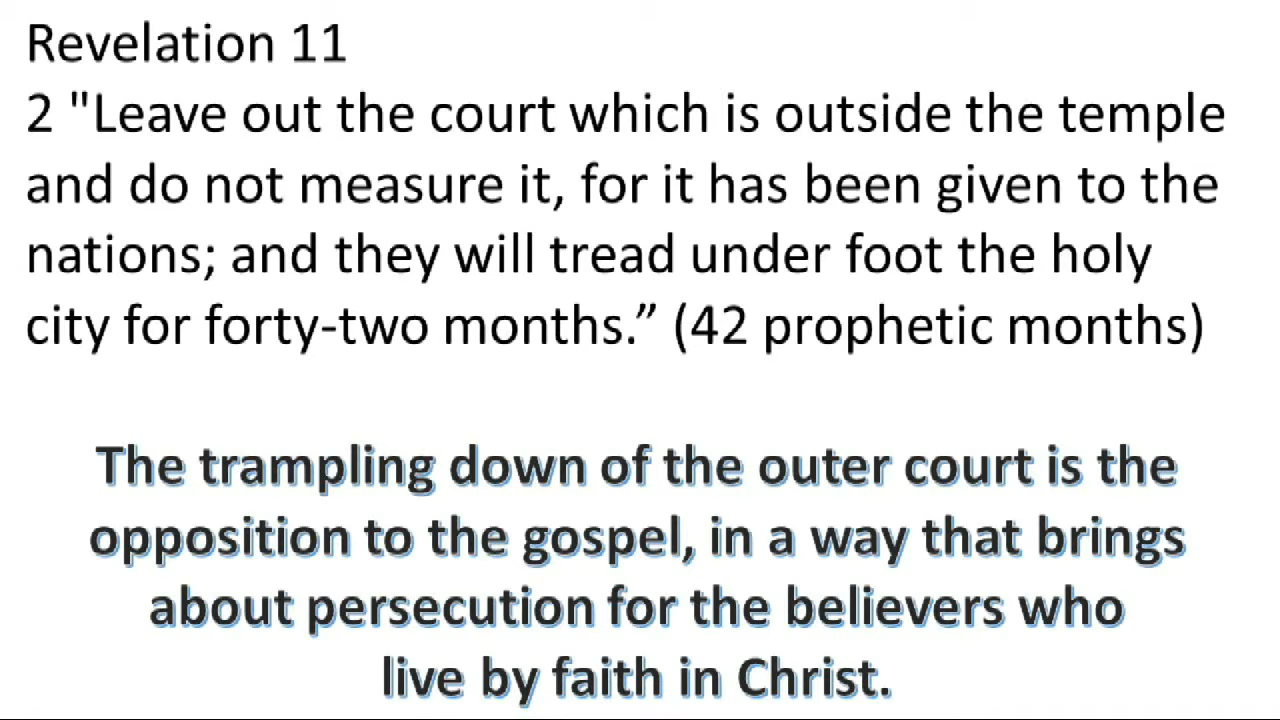 Revelation 11
2 "Leave out the court which is outside the temple
and do not measure it, for it has been given to the
nations; and they will tread under foot the holy
city for forty-two months.” (42 prophetic months)
The trampling down of the outer court is the
opposition to the gospel, in a way that brings
about persecution for the believers who
live by faith in Christ.